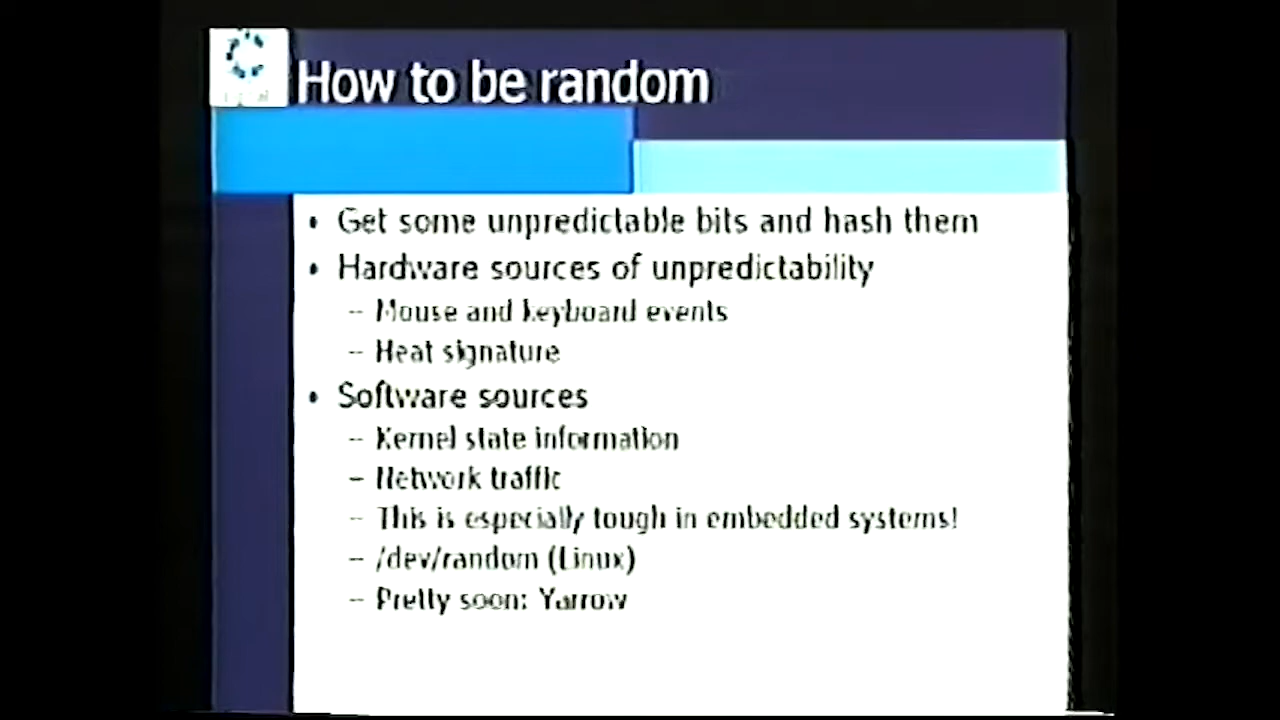 How to be random
• Get some unpredictable bits and hash them
• Hardware sources of unpredictability
– Mouse and keyboard events
– Heat signature
• Software sources
– Kernel state information
– Network traffic
– This is especially tough in embedded systems!
– /dev/random (Linux)
– Pretty soon: Yarrow